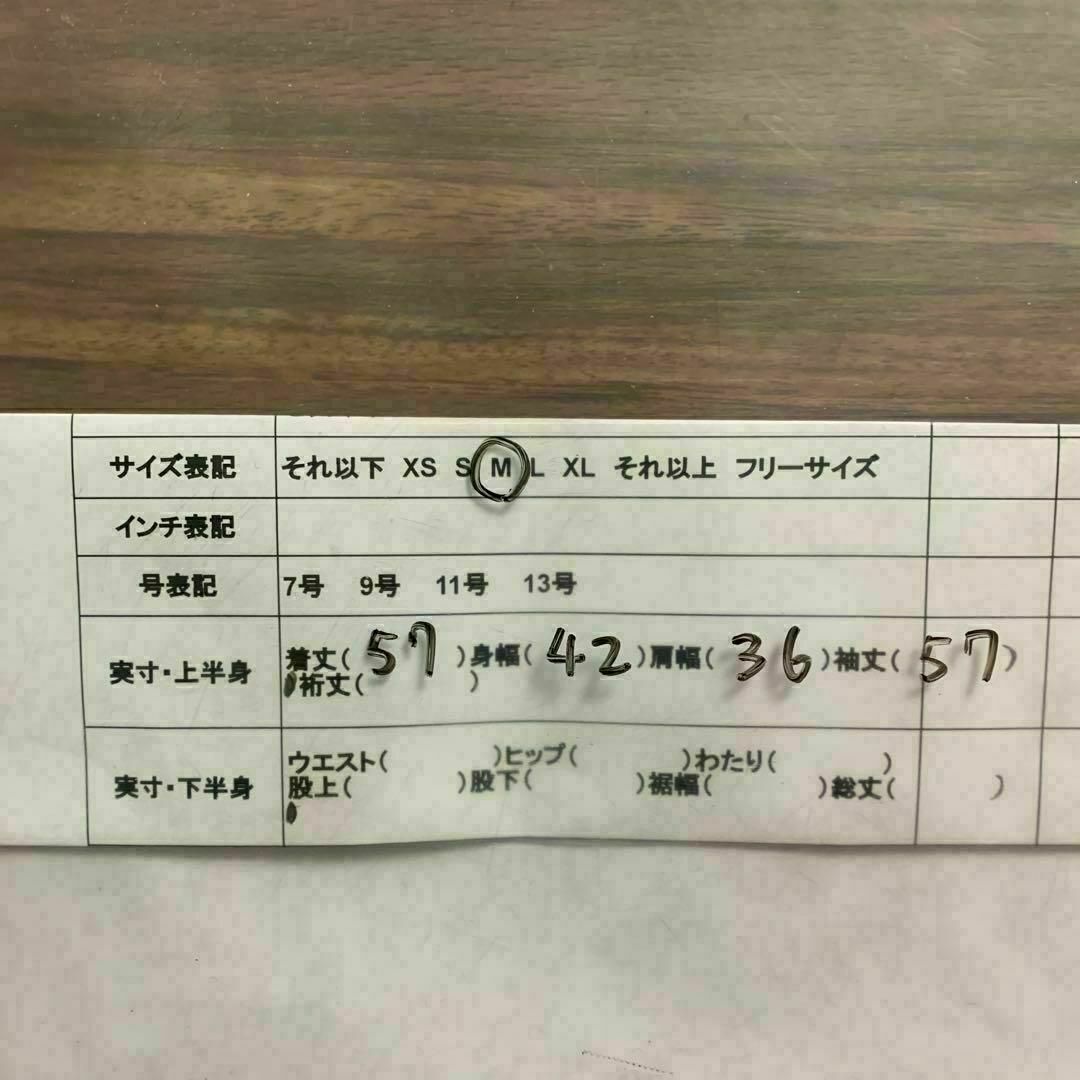 サイズ表記 それ以下 XS S M L XL それ以上 フリーサイズ
インチ表記
号表記 7号 9号 11号 13号
実寸・上半身 着丈( 57 )身幅( 42 )肩幅( 36 )袖丈( 57 )
裄丈( )
実寸・下半身 ウエスト( )ヒップ( )わたり( )
股上( )股下( )裾幅( )総丈( )